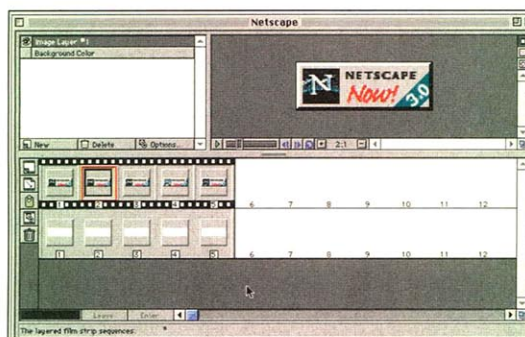 Netscape
Image Layer #1
Background Color
N NETSCAPE
Now! 3.0
New Delete Options...
2:1
1 2 3 4 5 6 7 8 9 10 11 12
1 2 3 4 5 6 7 8 9 10 11 12
Leave Enter
The layered film strip sequences.